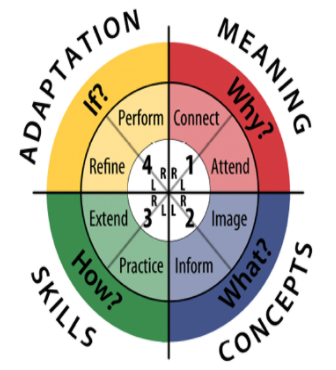 ADAPTATION
MEANING
If?
Why?
Perform
Connect
Refine
Attend
4
1
R
R
L
L
R
R
L
L
3
2
Extend
Image
Practice
Inform
How?
What?
SKILLS
CONCEPTS